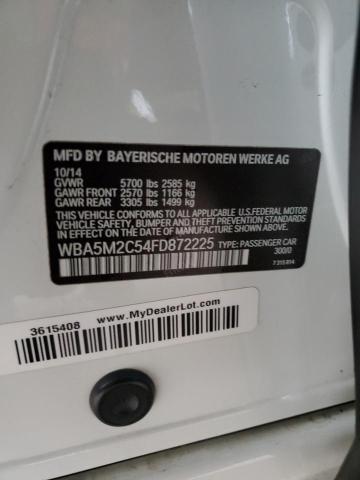 MFD BY BAYERISCHE MOTOREN WERKE AG
10/14
GVWR 5700 lbs 2585 kg
GAWR FRONT 2570 lbs 1166 kg
GAWR REAR 3305 lbs 1499 kg
THIS VEHICLE CONFORMS TO ALL APPLICABLE
U.S.FEDERAL MOTOR
VEHICLE SAFETY, BUMPER, AND THEFT PREVENTION STANDARDS
IN EFFECT ON THE DATE OF MANUFACTURE SHOWN ABOVE.
WBA5M2C54FD872225 TYPE: PASSENGER CAR
300/0
7 315 814
www.MyDealerLot.com
3615408